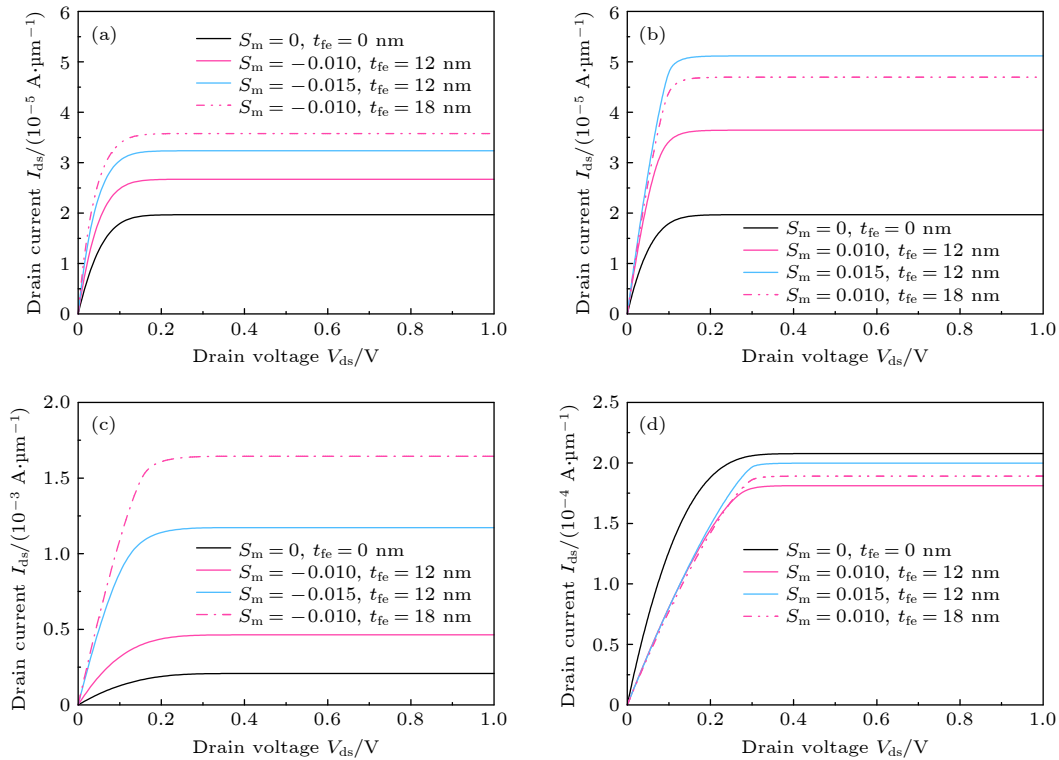 (a)
S_m = 0, t_fe = 0 nm
S_m = −0.010, t_fe = 12 nm
S_m = −0.015, t_fe = 12 nm
S_m = −0.010, t_fe = 18 nm
Drain current I_ds/(10^−5 A·μm^−1)
6
5
4
3
2
1
0
0 0.2 0.4 0.6 0.8 1.0
Drain voltage V_ds/V
(b)
S_m = 0, t_fe = 0 nm
S_m = 0.010, t_fe = 12 nm
S_m = 0.015, t_fe = 12 nm
S_m = 0.010, t_fe = 18 nm
Drain current I_ds/(10^−5 A·μm^−1)
6
5
4
3
2
1
0
0 0.2 0.4 0.6 0.8 1.0
Drain voltage V_ds/V
(c)
S_m = 0, t_fe = 0 nm
S_m = −0.010, t_fe = 12 nm
S_m = −0.015, t_fe = 12 nm
S_m = −0.010, t_fe = 18 nm
Drain current I_ds/(10^−3 A·μm^−1)
2.0
1.5
1.0
0.5
0
0 0.2 0.4 0.6 0.8 1.0
Drain voltage V_ds/V
(d)
S_m = 0, t_fe = 0 nm
S_m = 0.010, t_fe = 12 nm
S_m = 0.015, t_fe = 12 nm
S_m = 0.010, t_fe = 18 nm
Drain current I_ds/(10^−4 A·μm^−1)
2.5
2.0
1.5
1.0
0.5
0
0 0.2 0.4 0.6 0.8 1.0
Drain voltage V_ds/V